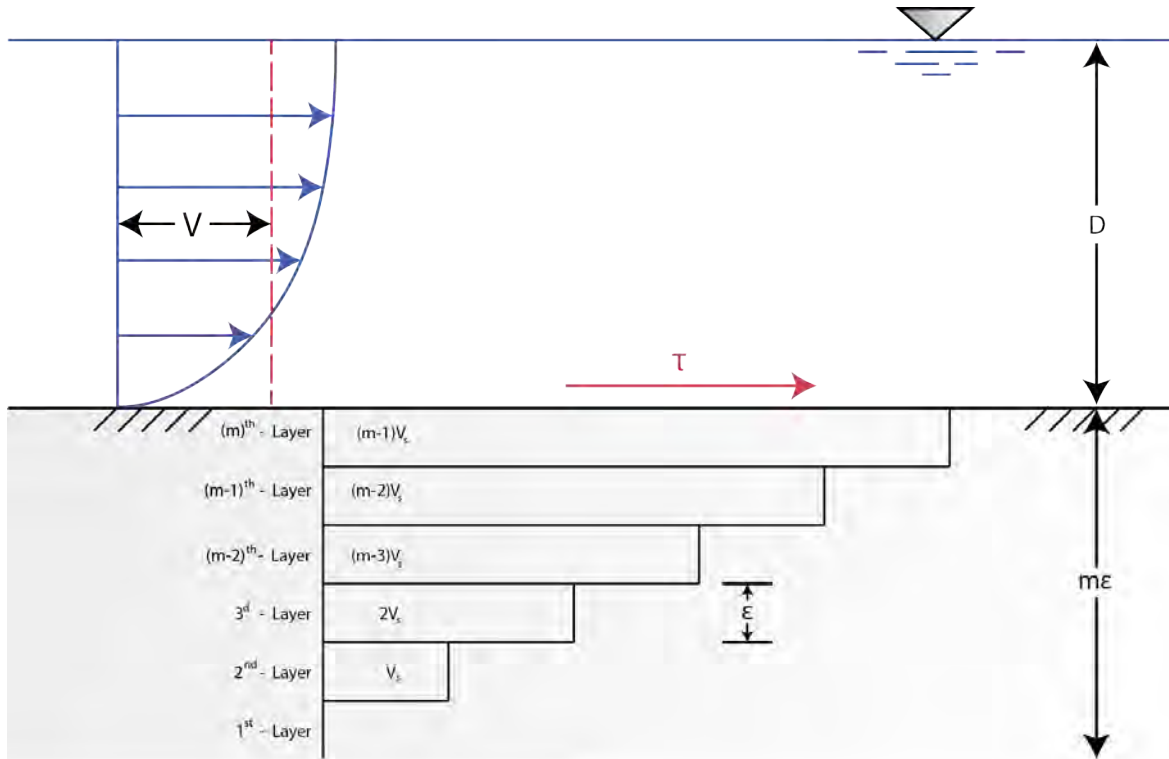 V
D
τ
(m)th - Layer (m-1)Vs
(m-1)th - Layer (m-2)Vs
(m-2)th - Layer (m-3)Vs
mε
3d - Layer 2Vs
ε
2nd - Layer Vs
1st - Layer